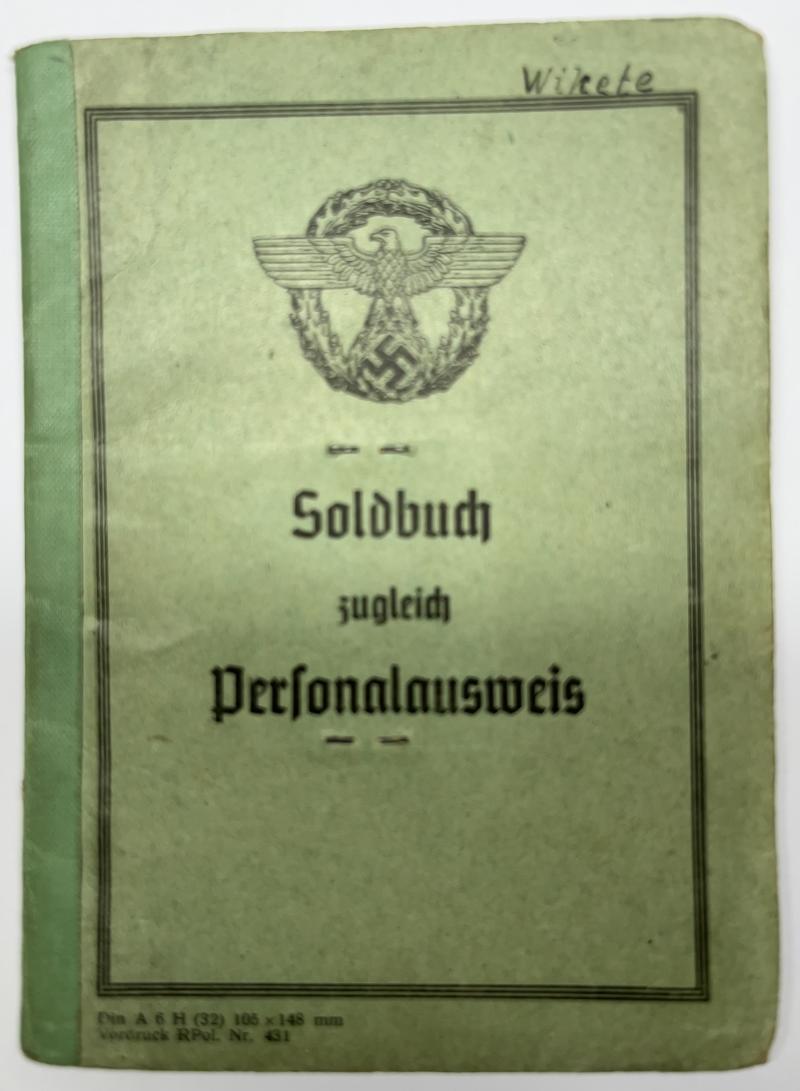 Wikete
Soldbuch
zugleich
Personalausweis
Din A 6 H (32) 105 × 148 mm
Vordruck RPol. Nr. 431